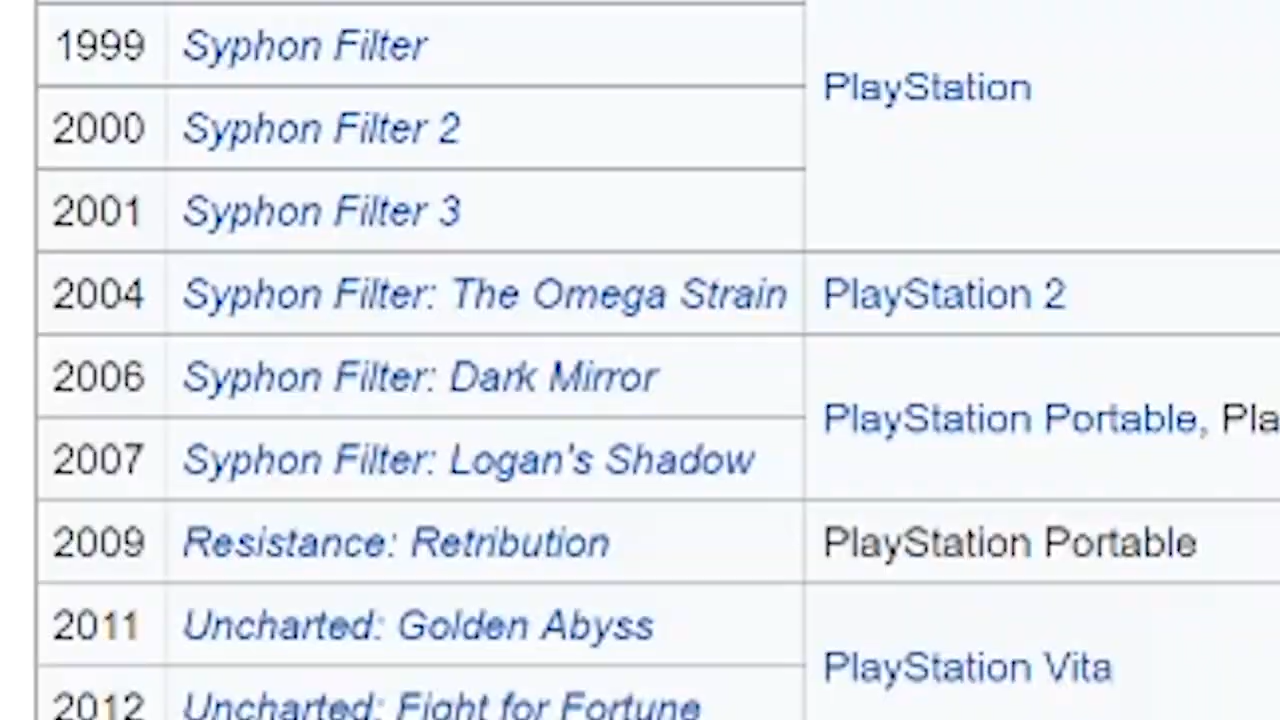 1999 Syphon Filter
PlayStation
2000 Syphon Filter 2
2001 Syphon Filter 3
2004 Syphon Filter: The Omega Strain PlayStation 2
2006 Syphon Filter: Dark Mirror
PlayStation Portable, Pla
2007 Syphon Filter: Logan's Shadow
2009 Resistance: Retribution PlayStation Portable
2011 Uncharted: Golden Abyss
PlayStation Vita
2012 Uncharted: Fight for Fortune